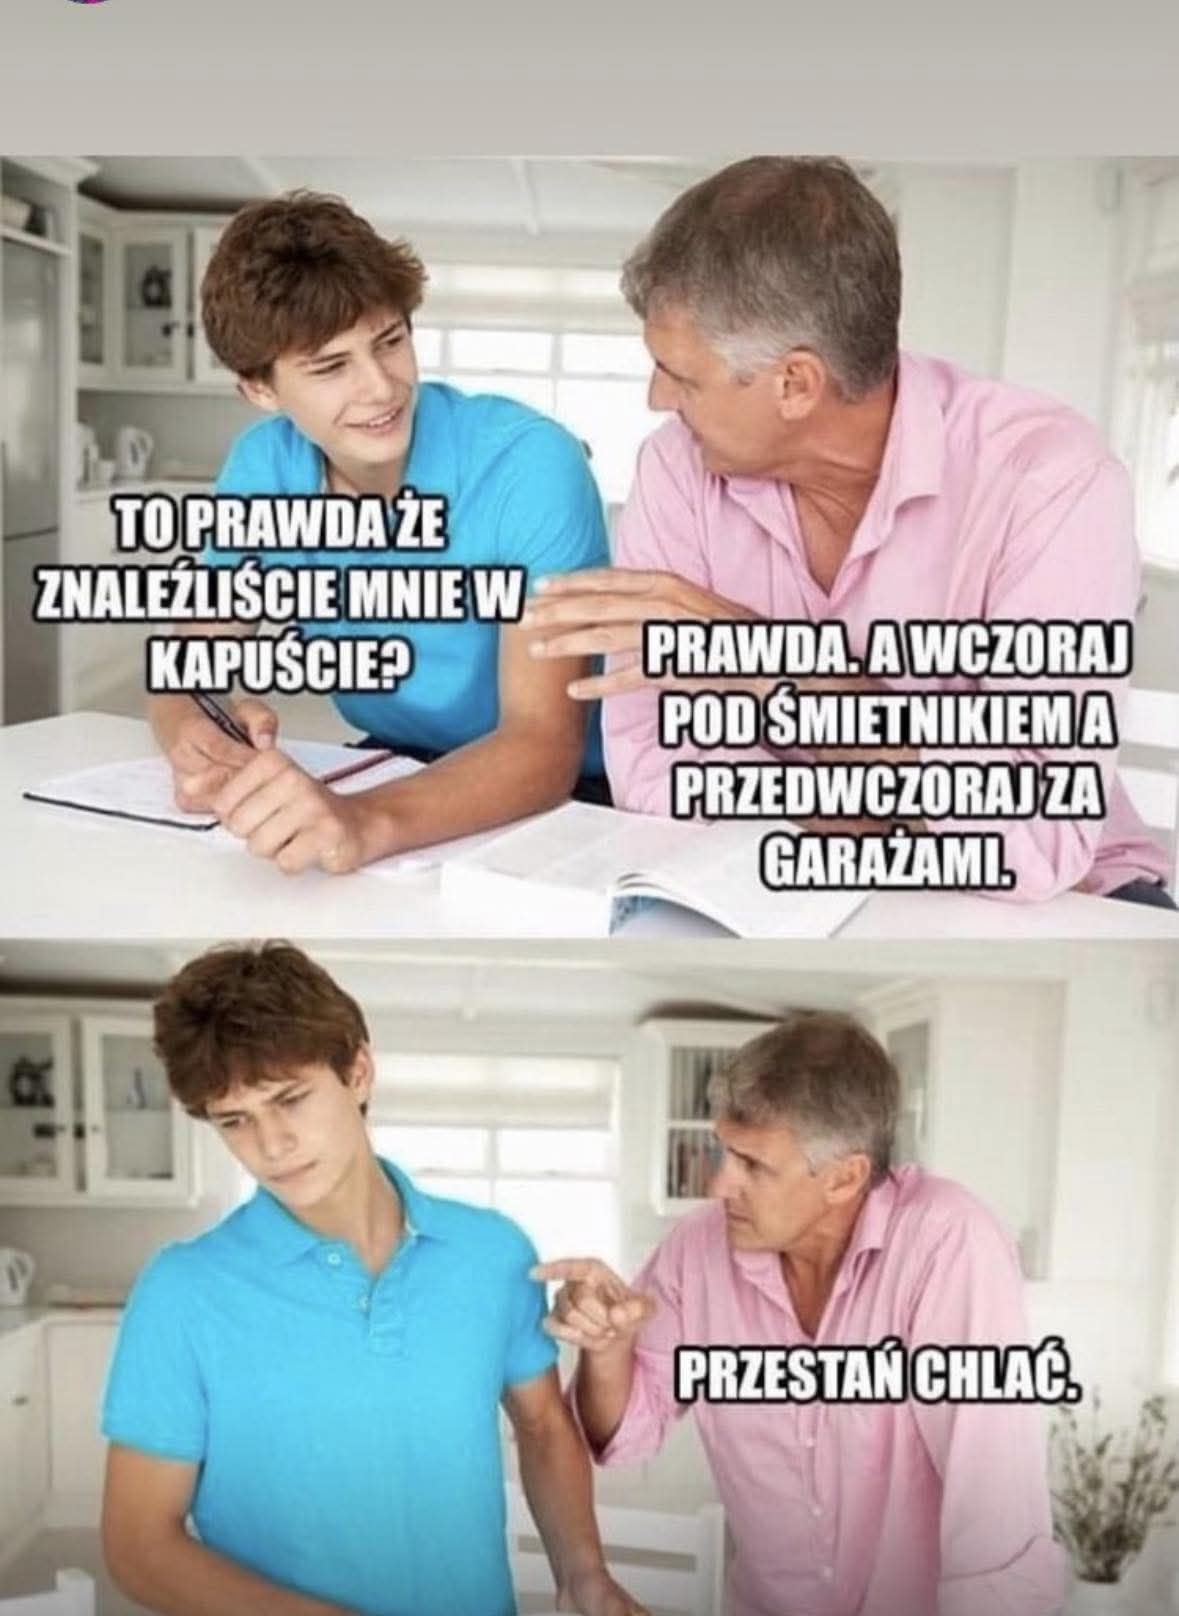 TO PRAWDA ŻE
ZNALEŹLIŚCIE MNIE W
KAPUŚCIE?
PRAWDA. A WCZORAJ
POD ŚMIETNIKIEM A
PRZEDWCZORAJ ZA
GARAŻAMI.
PRZESTAŃ CHLAĆ.